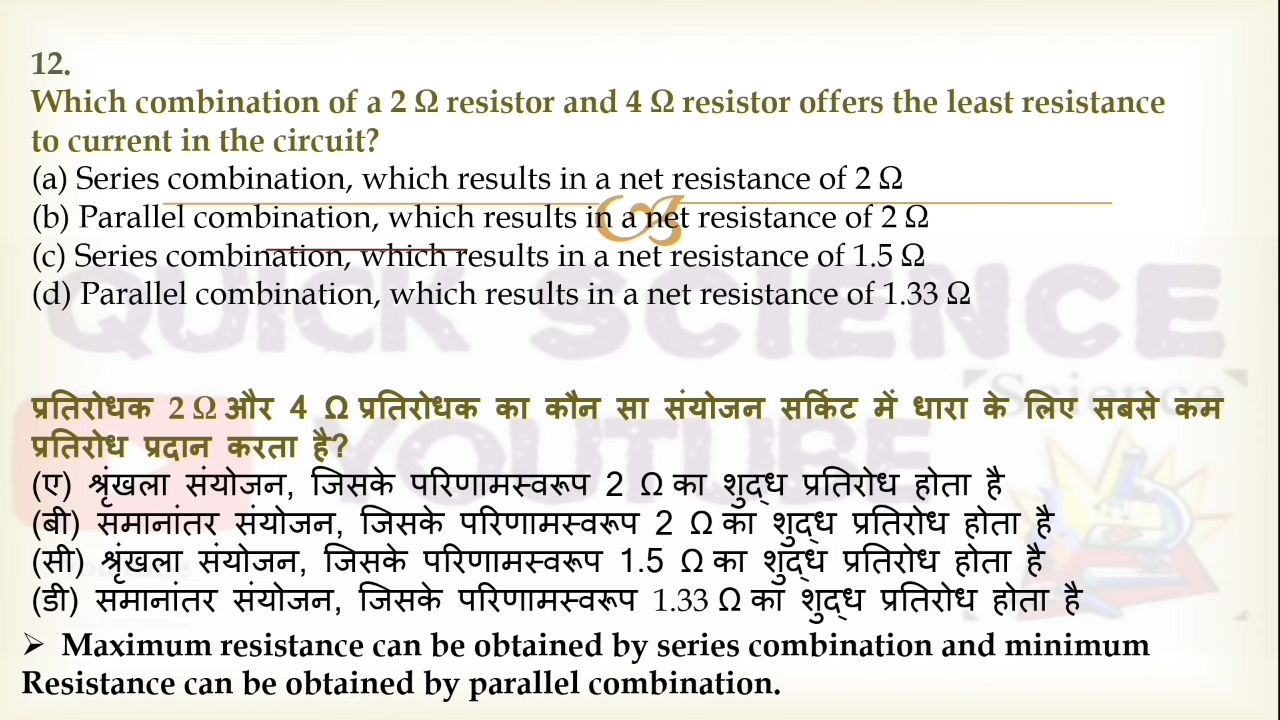 12.
Which combination of a 2 Ω resistor and 4 Ω resistor offers the least resistance
to current in the circuit?
(a) Series combination, which results in a net resistance of 2 Ω
(b) Parallel combination, which results in a net resistance of 2 Ω
(c) Series combination, which results in a net resistance of 1.5 Ω
(d) Parallel combination, which results in a net resistance of 1.33 Ω
QUICK SCIENCE
Science
YOUTUBE
प्रतिरोधक 2 Ω और 4 Ω प्रतिरोधक का कौन सा संयोजन सर्किट में धारा के लिए सबसे कम
प्रतिरोध प्रदान करता है?
(ए) श्रृंखला संयोजन, जिसके परिणामस्वरूप 2 Ω का शुद्ध प्रतिरोध होता है
(बी) समानांतर संयोजन, जिसके परिणामस्वरूप 2 Ω का शुद्ध प्रतिरोध होता है
(सी) श्रृंखला संयोजन, जिसके परिणामस्वरूप 1.5 Ω का शुद्ध प्रतिरोध होता है
(डी) समानांतर संयोजन, जिसके परिणामस्वरूप 1.33 Ω का शुद्ध प्रतिरोध होता है
➢ Maximum resistance can be obtained by series combination and minimum
Resistance can be obtained by parallel combination.